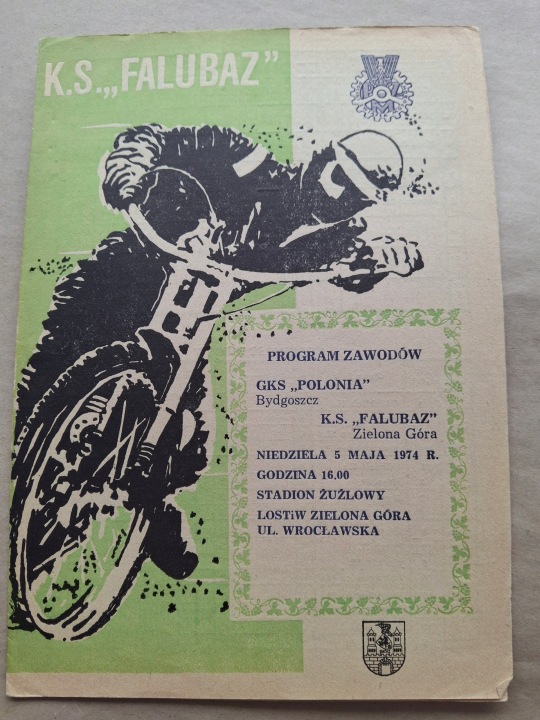 K.S. „FALUBAZ”
PZM
PROGRAM ZAWODÓW
GKS „POLONIA”
Bydgoszcz
K.S. „FALUBAZ”
Zielona Góra
NIEDZIELA 5 MAJA 1974 R.
GODZINA 16.00
STADION ŻUŻLOWY
LOSTiW ZIELONA GÓRA
UL. WROCŁAWSKA